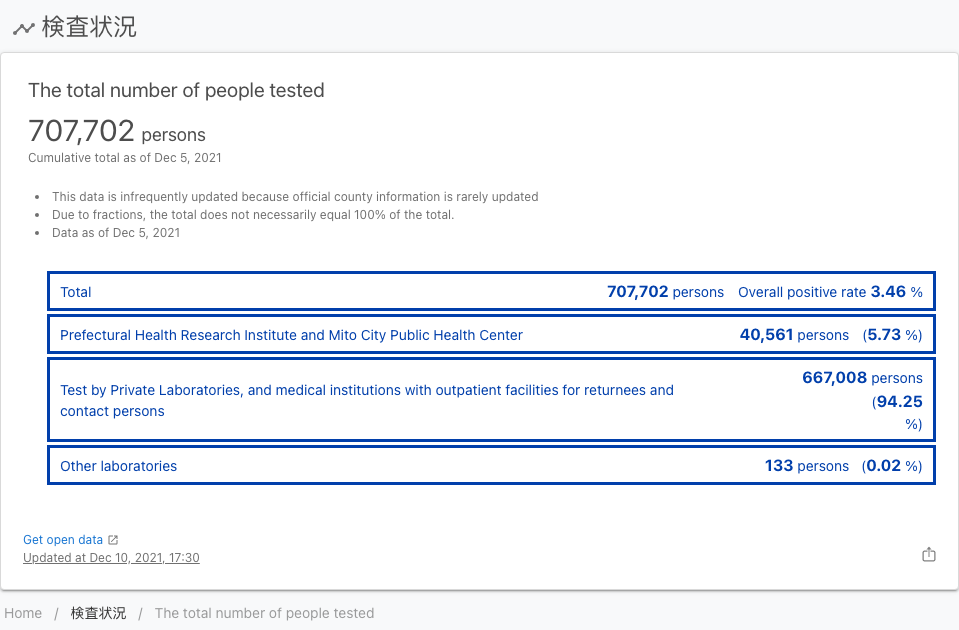 検査状況
The total number of people tested
707,702 persons
Cumulative total as of Dec 5, 2021
This data is infrequently updated because official county information is rarely updated
Due to fractions, the total does not necessarily equal 100% of the total.
Data as of Dec 5, 2021
Total 707,702 persons Overall positive rate 3.46 %
Prefectural Health Research Institute and Mito City Public Health Center 40,561 persons (5.73 %)
Test by Private Laboratories, and medical institutions with outpatient facilities for returnees and
contact persons
667,008 persons
(94.25
%)
Other laboratories 133 persons (0.02 %)
Get open data
Updated at Dec 10, 2021, 17:30
Home / 検査状況 / The total number of people tested